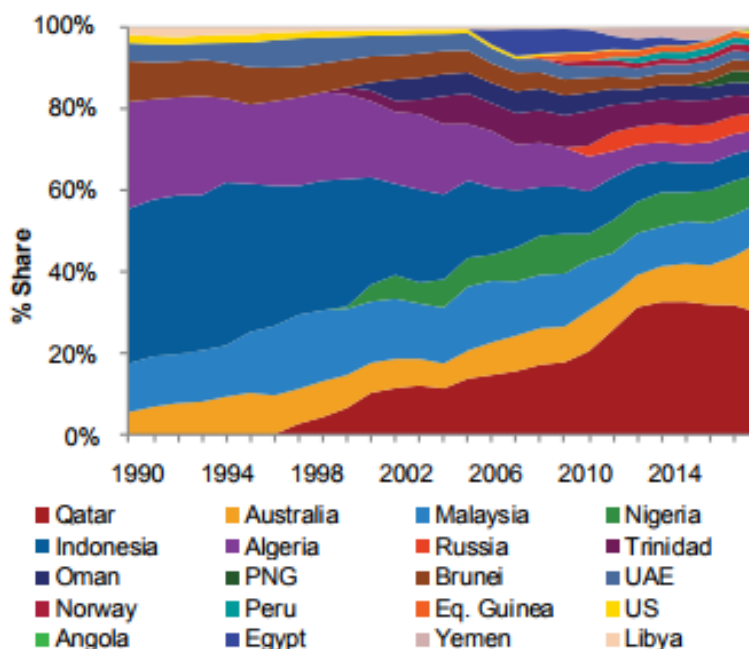 100%
80%
60%
40%
20%
0%
% Share
1990 1994 1998 2002 2006 2010 2014
Qatar Australia Malaysia Nigeria
Indonesia Algeria Russia Trinidad
Oman PNG Brunei UAE
Norway Peru Eq. Guinea US
Angola Egypt Yemen Libya